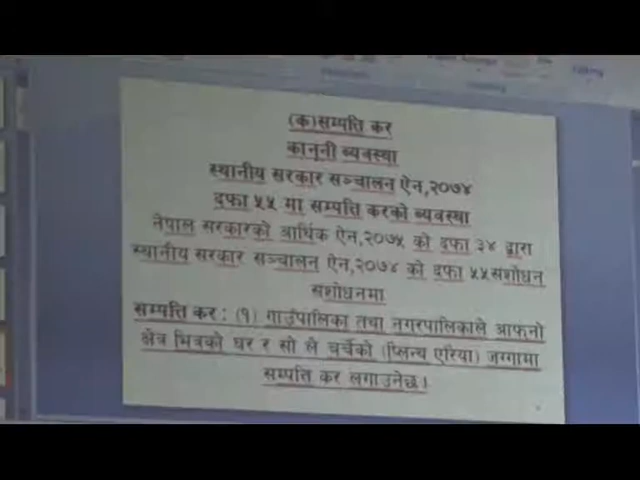 (क)सम्पत्ति कर
कानूनी ब्यवस्था
स्थानीय सरकार सञ्चालन ऐन,२०७४
दफा ५५ मा सम्पत्ति करको ब्यवस्था
नेपाल सरकारको आर्थिक ऐन,२०७५ को दफा ३४ द्वारा
स्थानीय सरकार सञ्चालन ऐन,२०७४ को दफा ५५संशोधन
संशोधनमा
सम्पत्ति कर : (१) गाउँपालिका तथा नगरपालिकाले आफ्नो
क्षेत्र भित्रको घर र सो ले चर्चेको (प्लिन्थ एरिया) जग्गामा
सम्पत्ति कर लगाउनेछ।